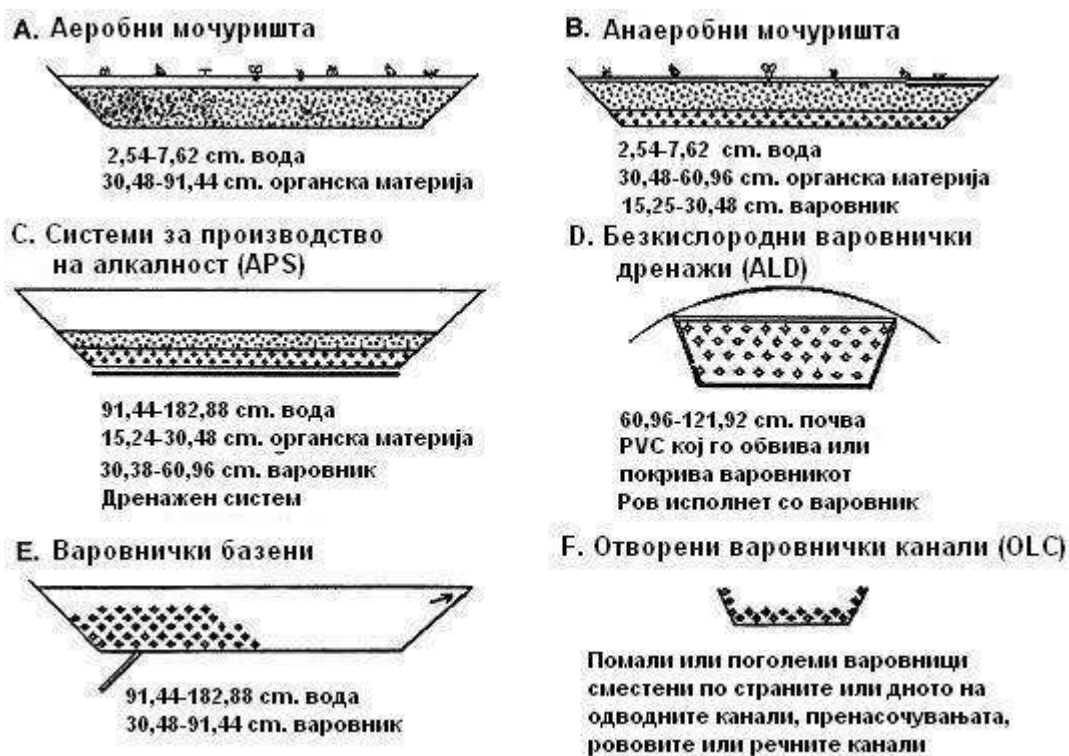 A. Аеробни мочуришта
2,54-7,62 cm. вода
30,48-91,44 cm. органска материја
B. Анаеробни мочуришта
2,54-7,62 cm. вода
30,48-60,96 cm. органска материја
15,25-30,48 cm. варовник
C. Системи за производство
на алкалност (APS)
91,44-182,88 cm. вода
15,24-30,48 cm. органска материја
30,38-60,96 cm. варовник
Дренажен систем
D. Безкислородни варовнички
дренажи (ALD)
60,96-121,92 cm. почва
PVC кој го обвива или
покрива варовникот
Ров исполнет со варовник
E. Варовнички базени
91,44-182,88 cm. вода
30,48-91,44 cm. варовник
F. Отворени варовнички канали (OLC)
Помали или поголеми варовници
сместени по страните или дното на
одводните канали, пренасочувањата,
рововите или речните канали